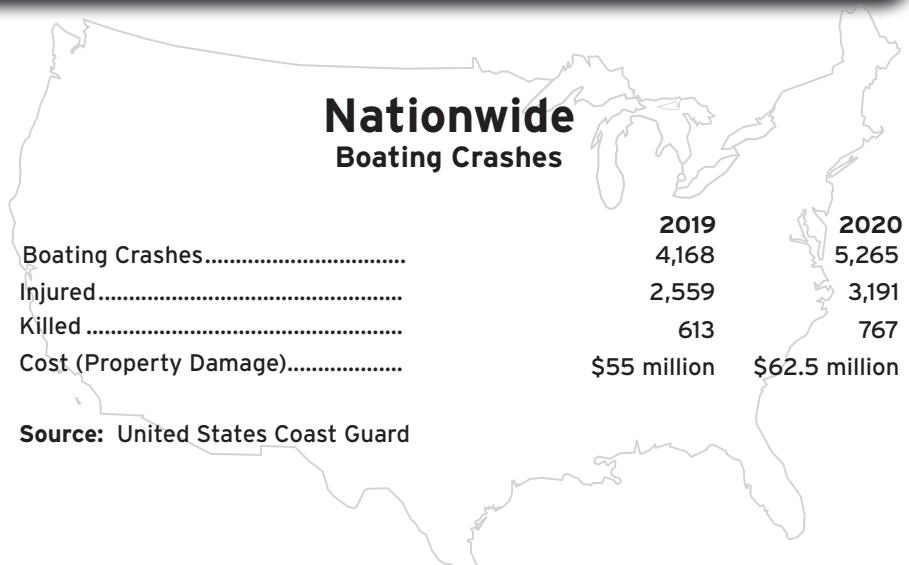 Nationwide
Boating Crashes
2019 2020
Boating Crashes................................ 4,168 5,265
Injured................................................. 2,559 3,191
Killed ................................................... 613 767
Cost (Property Damage)................... $55 million $62.5 million
Source: United States Coast Guard